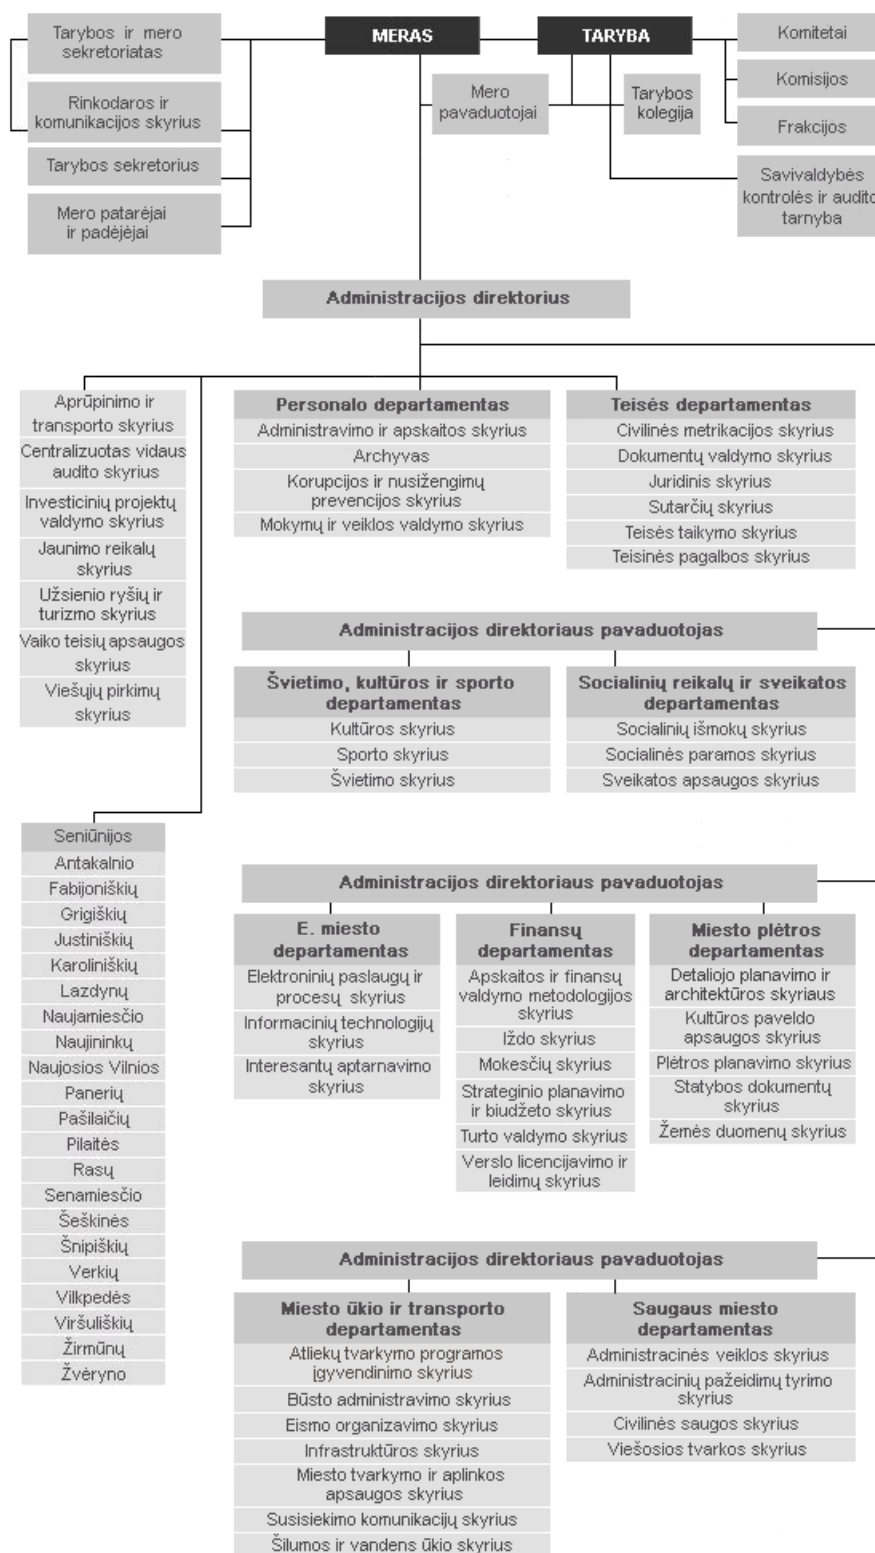 Tarybos ir mero
sekretoriatas
Rinkodaros ir
komunikacijos skyrius
Tarybos sekretorius
Mero patarėjai
ir padėjėjai
MERAS
TARYBA
Mero
pavaduotojai
Tarybos
kolegija
Komitetai
Komisijos
Frakcijos
Savivaldybės
kontrolės ir audito
tarnyba
Administracijos direktorius
Aprūpinimo ir
transporto skyrius
Centralizuotas vidaus
audito skyrius
Investicinių projektų
valdymo skyrius
Jaunimo reikalų
skyrius
Užsienio ryšių ir
turizmo skyrius
Vaiko teisių apsaugos
skyrius
Viešųjų pirkimų
skyrius
Personalo departamentas
Administravimo ir apskaitos skyrius
Archyvas
Korupcijos ir nusižengimų
prevencijos skyrius
Mokymų ir veiklos valdymo skyrius
Teisės departamentas
Civilinės metrikacijos skyrius
Dokumentų valdymo skyrius
Juridinis skyrius
Sutarčių skyrius
Teisės taikymo skyrius
Teisinės pagalbos skyrius
Administracijos direktoriaus pavaduotojas
Švietimo, kultūros ir sporto
departamentas
Kultūros skyrius
Sporto skyrius
Švietimo skyrius
Socialinių reikalų ir sveikatos
departamentas
Socialinių išmokų skyrius
Socialinės paramos skyrius
Sveikatos apsaugos skyrius
Seniūnijos
Antakalnio
Fabijoniškių
Grigiškių
Justiniškių
Karoliniškių
Lazdynų
Naujamiesčio
Naujininkų
Naujosios Vilnios
Panerių
Pašilaičių
Pilaitės
Rasų
Senamiesčio
Šeškinės
Šnipiškių
Verkių
Vilkpedės
Viršuliškių
Žirmūnų
Žvėryno
Administracijos direktoriaus pavaduotojas
E. miesto
departamentas
Elektroninių paslaugų ir
procesų skyrius
Informacinių technologijų
skyrius
Interesantų aptarnavimo
skyrius
Finansų
departamentas
Apskaitos ir finansų
valdymo metodologijos
skyrius
Iždo skyrius
Mokesčių skyrius
Strateginio planavimo
ir biudžeto skyrius
Turto valdymo skyrius
Verslo licencijavimo ir
leidimų skyrius
Miesto plėtros
departamentas
Detaliojo planavimo ir
architektūros skyriaus
Kultūros paveldo
apsaugos skyrius
Plėtros planavimo skyrius
Statybos dokumentų
skyrius
Žemės duomenų skyrius
Administracijos direktoriaus pavaduotojas
Miesto ūkio ir transporto
departamentas
Atliekų tvarkymo programos
įgyvendinimo skyrius
Būsto administravimo skyrius
Eismo organizavimo skyrius
Infrastruktūros skyrius
Miesto tvarkymo ir aplinkos
apsaugos skyrius
Susisiekimo komunikacijų skyrius
Šilumos ir vandens ūkio skyrius
Saugaus miesto
departamentas
Administracinės veiklos skyrius
Administracinių pažeidimų tyrimo
skyrius
Civilinės saugos skyrius
Viešosios tvarkos skyrius